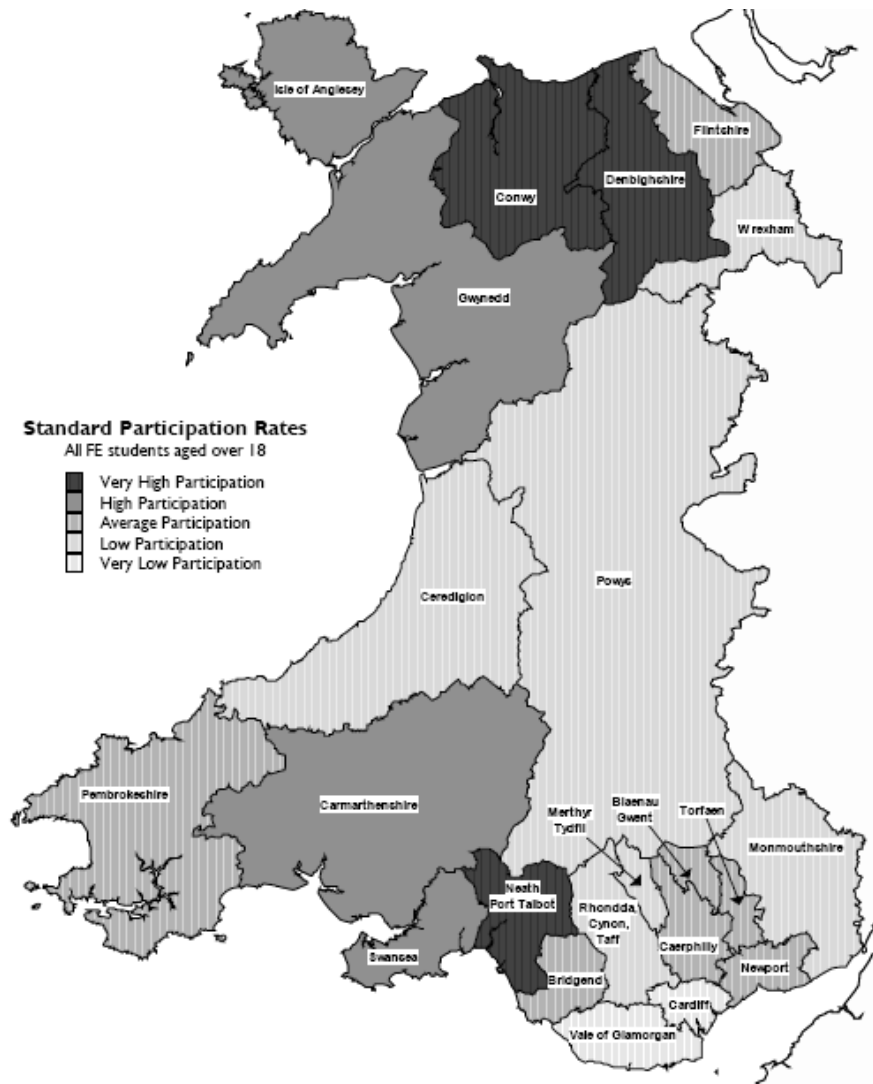 Isle of Anglesey
Flintshire
Conwy
Denbighshire
Wrexham
Gwynedd
Standard Participation Rates
All FE students aged over 18
Very High Participation
High Participation
Average Participation
Low Participation
Very Low Participation
Ceredigion
Powys
Pembrokeshire
Carmarthenshire
Merthyr
Tydfil
Blaenau
Gwent
Torfaen
Monmouthshire
Neath
Port Talbot
Rhondda,
Cynon,
Taff
Caerphilly
Swansea
Bridgend
Newport
Cardiff
Vale of Glamorgan